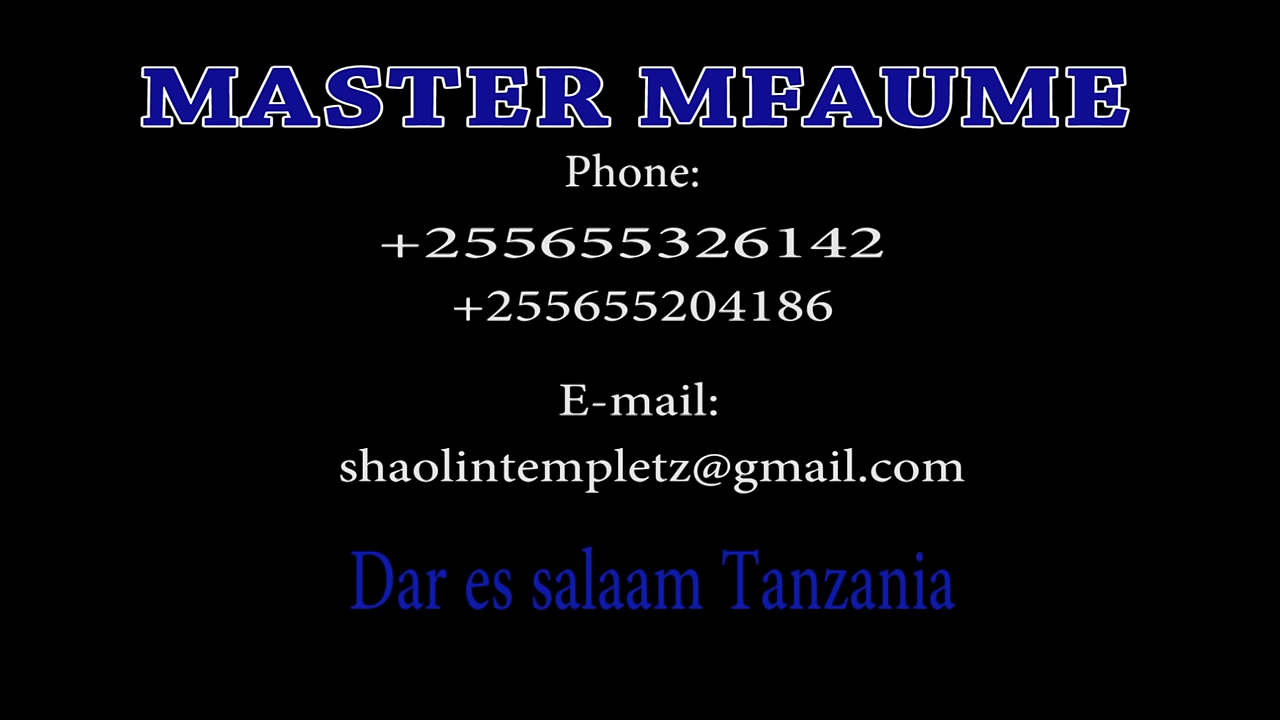 MASTER MFAUME
Phone:
+255655326142
+255655204186
E-mail:
shaolintempletz@gmail.com
Dar es salaam Tanzania